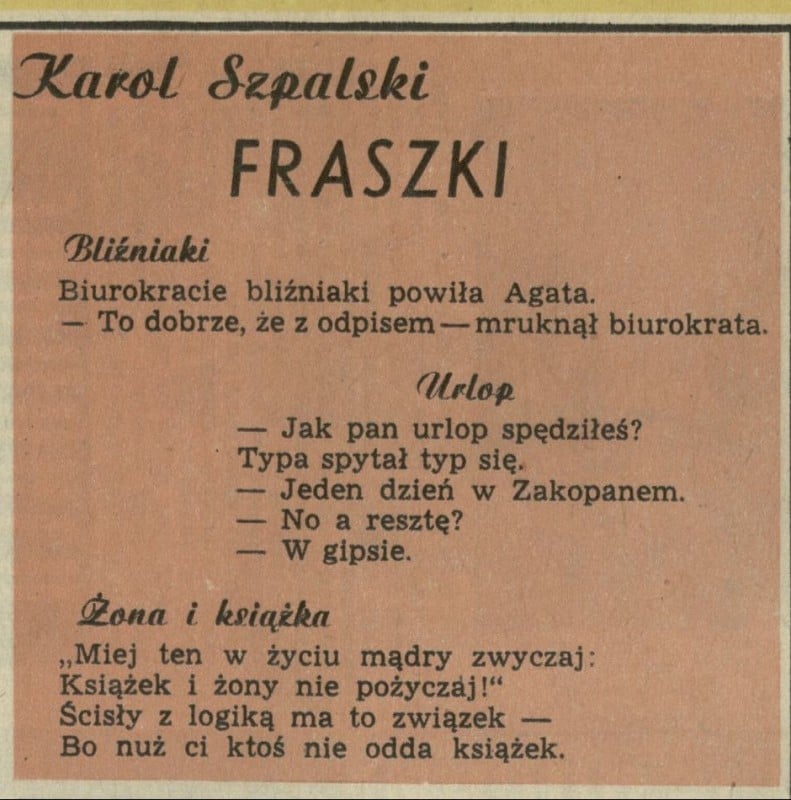 Karol Szpalski
FRASZKI
Bliźniaki
Biurokracie bliźniaki powiła Agata.
— To dobrze, że z odpisem — mruknął biurokrata.
Urlop
— Jak pan urlop spędziłeś?
Typa spytał typ się.
— Jeden dzień w Zakopanem.
— No a resztę?
— W gipsie.
Żona i książka
„Miej ten w życiu mądry zwyczaj:
Książek i żony nie pożyczaj!“
Ścisły z logiką ma to związek —
Bo nuż ci ktoś nie odda książek.